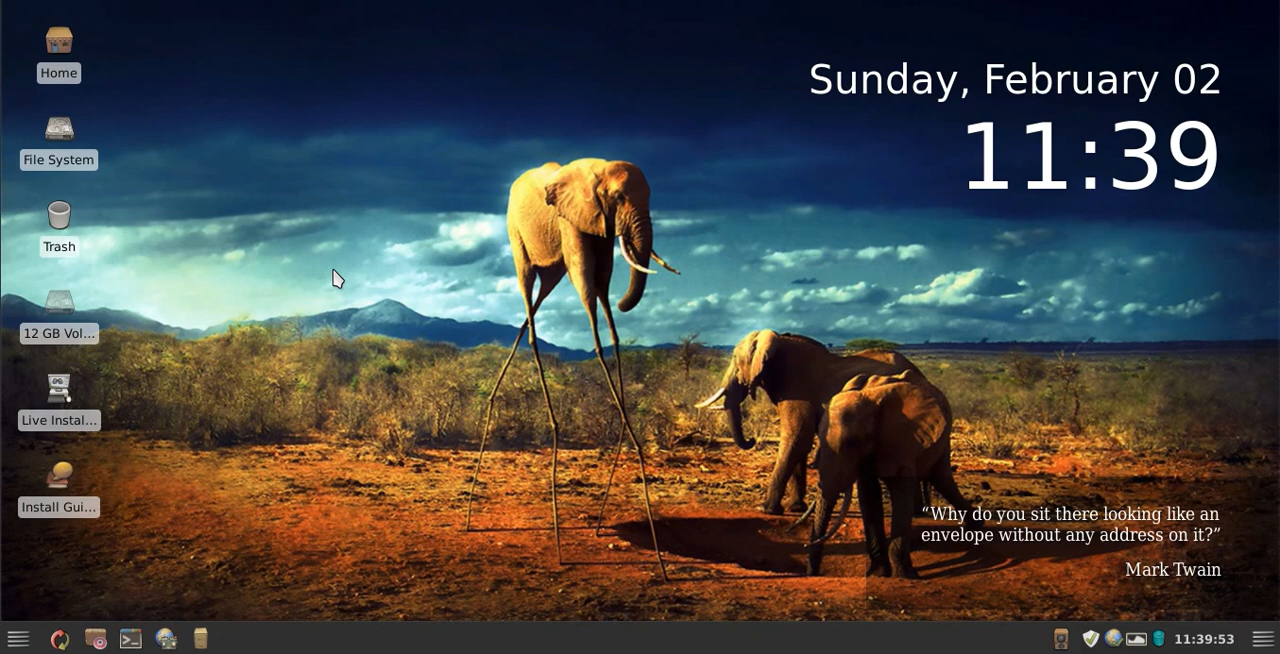 Home
File System
Trash
12 GB Vol...
Live Instal...
Install Gui...
Sunday, February 02
11:39
“Why do you sit there looking like an
envelope without any address on it?”
Mark Twain
11:39:53